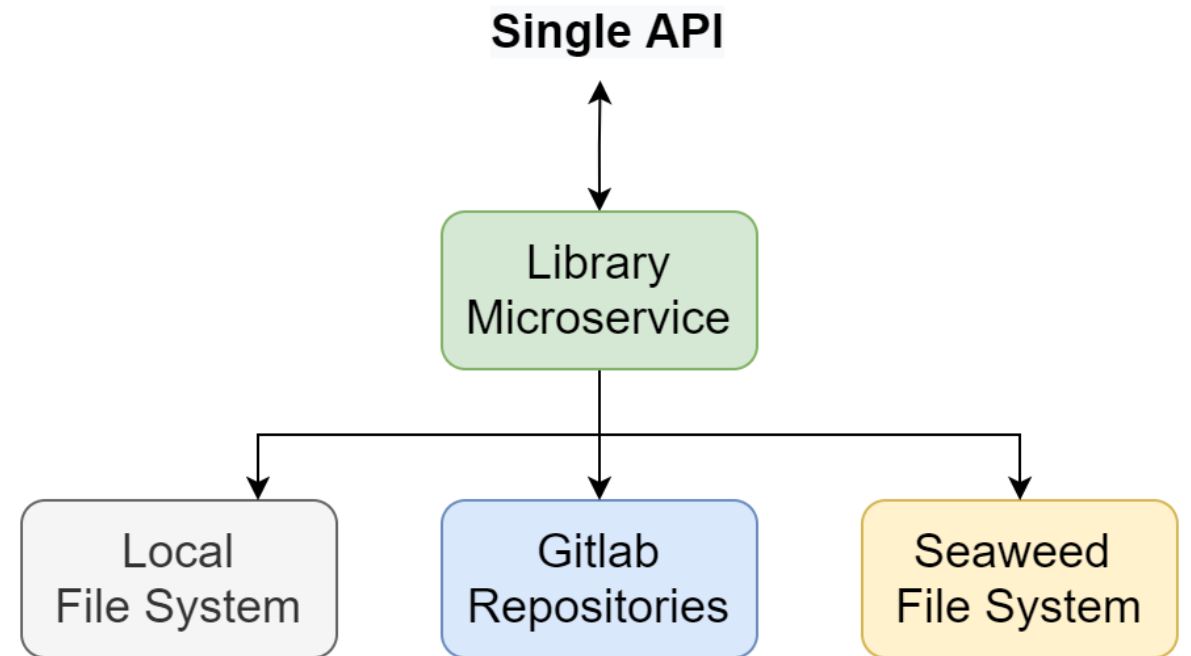 Single API
Library
Microservice
Local
File System
Gitlab
Repositories
Seaweed
File System